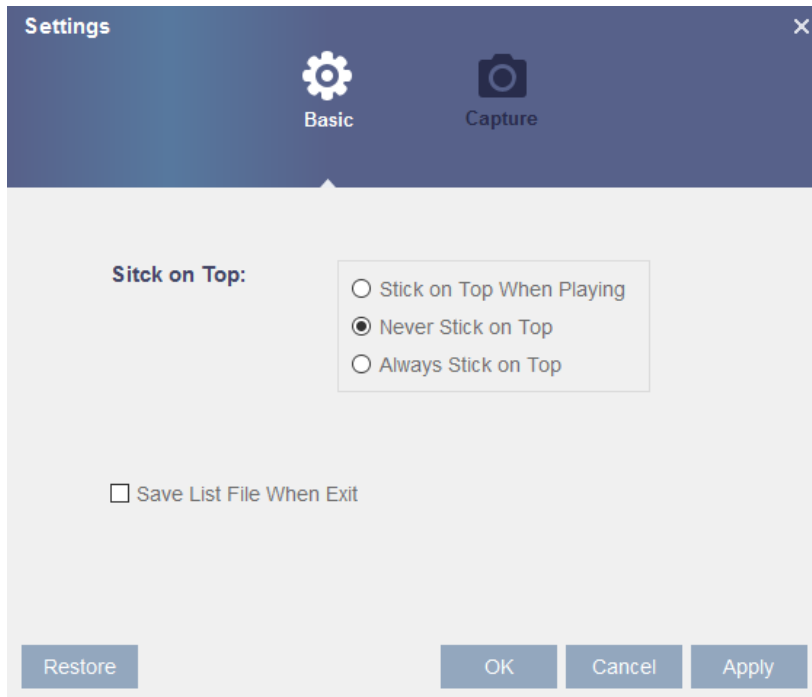 Settings
Basic
Capture
Sitck on Top:
Stick on Top When Playing
Never Stick on Top
Always Stick on Top
Save List File When Exit
Restore
OK
Cancel
Apply